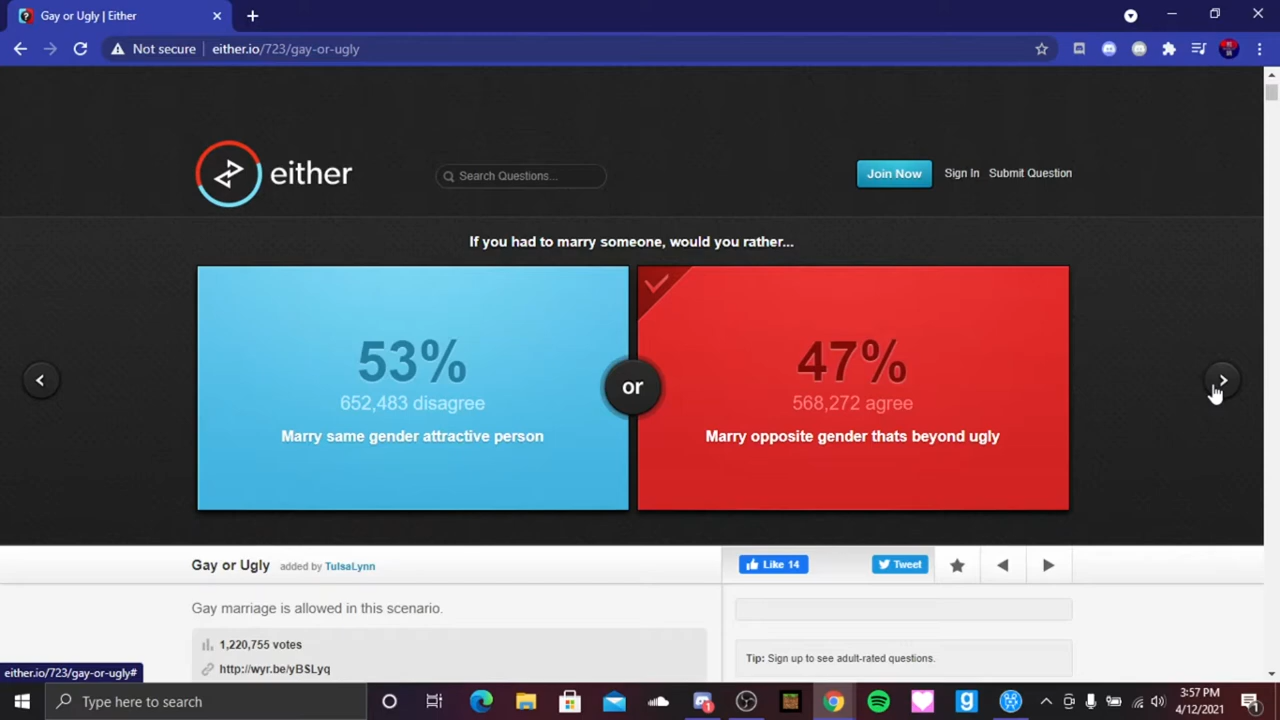 Gay or Ugly | Either
Not secure
either.io/723/gay-or-ugly
either
Search Questions...
Join Now
Sign In
Submit Question
If you had to marry someone, would you rather...
53%
652,483 disagree
Marry same gender attractive person
or
47%
568,272 agree
Marry opposite gender thats beyond ugly
Gay or Ugly
added by TulsaLynn
Like 14
Tweet
Gay marriage is allowed in this scenario.
1,220,755 votes
http://wyr.be/yBSLyq
Tip: Sign up to see adult-rated questions.
either.io/723/gay-or-ugly#
Type here to search
3:57 PM
4/12/2021